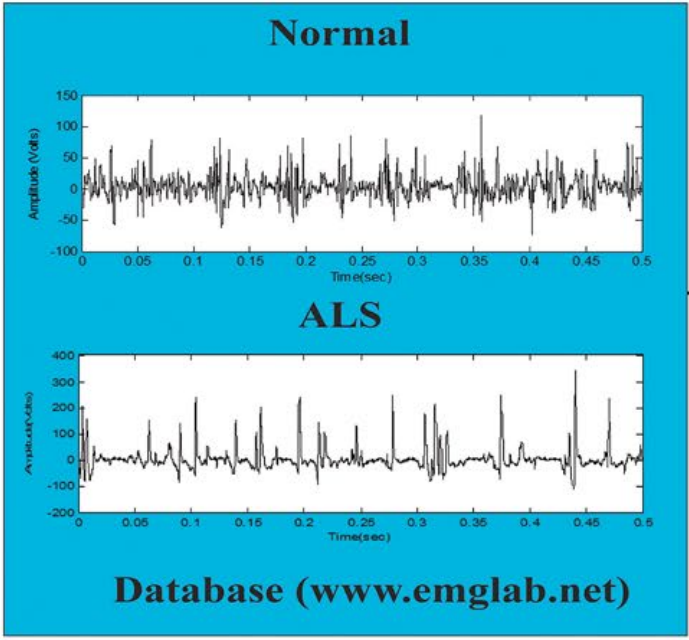 Normal
150
100
50
0
-50
-100
Amplitude (Volts)
0 0.05 0.1 0.15 0.2 0.25 0.3 0.35 0.4 0.45 0.5
Time(sec)
ALS
400
300
200
100
0
-100
-200
Amplitude(Volts)
0 0.05 0.1 0.15 0.2 0.25 0.3 0.35 0.4 0.45 0.5
Time(sec)
Database (www.emglab.net)